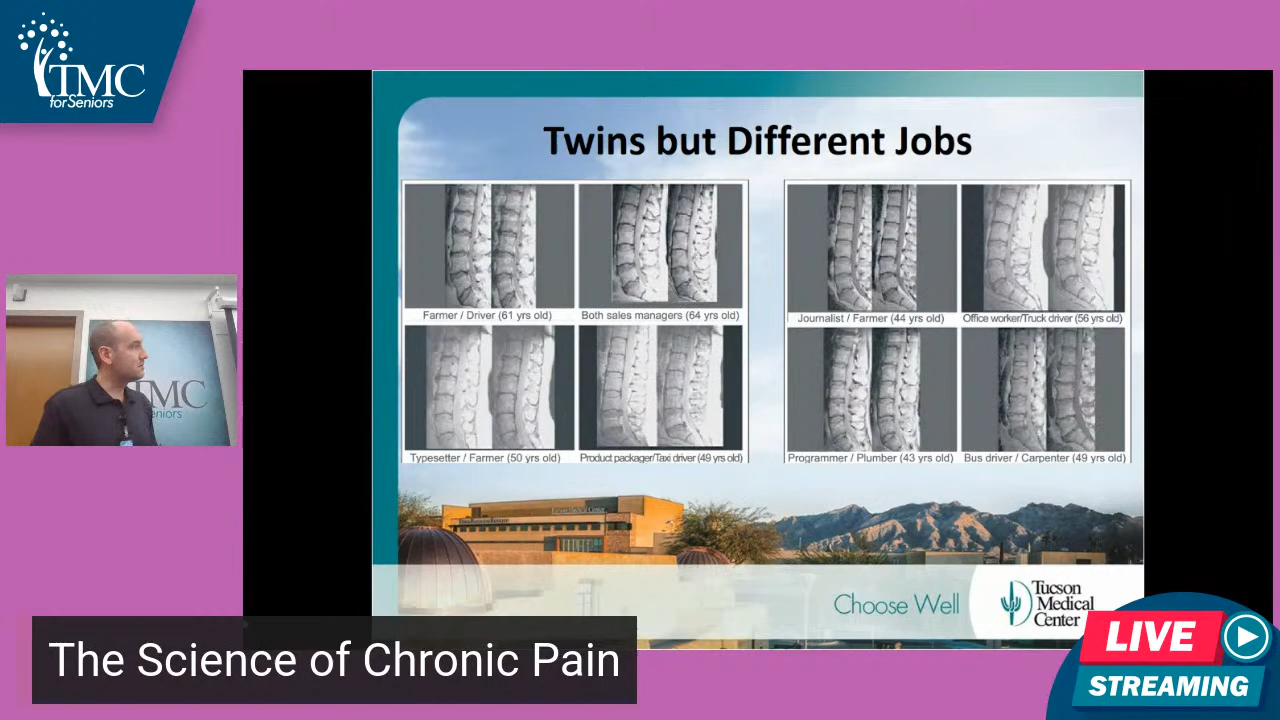 TMC
for Seniors
Twins but Different Jobs
Farmer / Driver (61 yrs old)
Both sales managers (64 yrs old)
Journalist / Farmer (44 yrs old)
Office worker/Truck driver (56 yrs old)
Typesetter / Farmer (50 yrs old)
Product packager/Taxi driver (49 yrs old)
Programmer / Plumber (43 yrs old)
Bus driver / Carpenter (49 yrs old)
TMC
Choose Well
Tucson
Medical
Center
The Science of Chronic Pain
LIVE
STREAMING